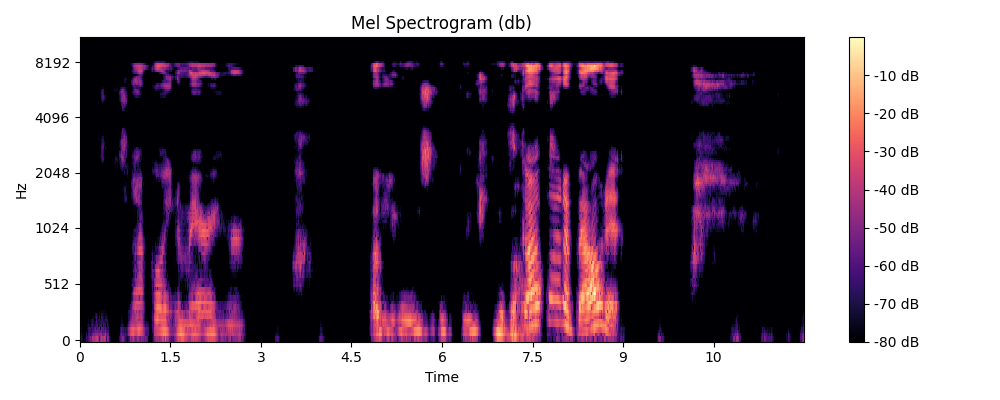 Mel Spectrogram (db)
8192
4096
2048
1024
512
0
Hz
0 1.5 3 4.5 6 7.5 9 10
Time
-10 dB
-20 dB
-30 dB
-40 dB
-50 dB
-60 dB
-70 dB
-80 dB